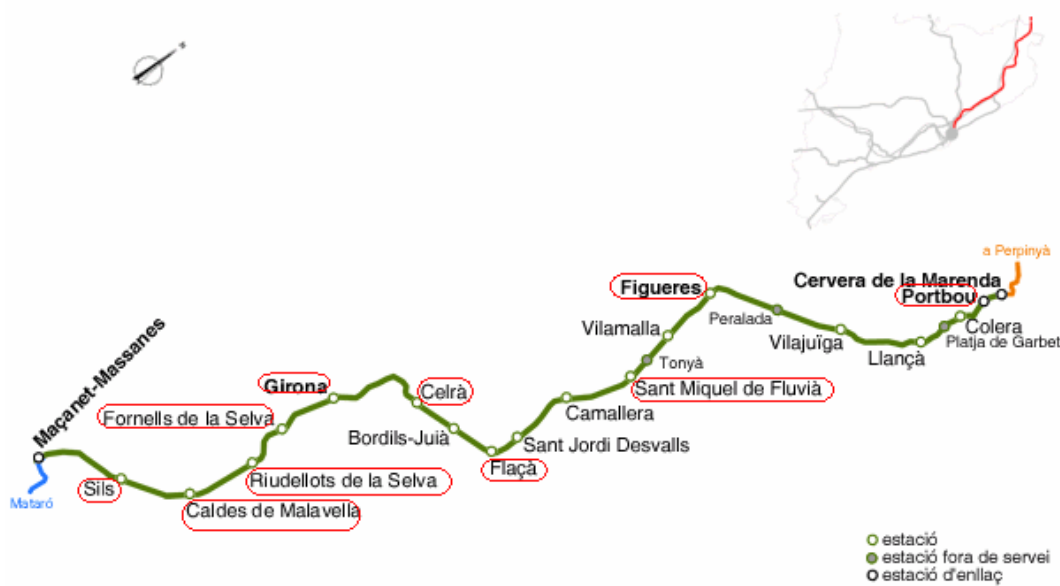 a Perpinyà
Cervera de la Marenda
Portbou
Figueres
Colera
Peralada
Platja de Garbet
Vilamalla
Vilajuïga
Llançà
Tonyà
Maçanet-Massanes
Girona
Celrà
Sant Miquel de Fluvià
Fornells de la Selva
Camallera
Bordils-Juià
Sant Jordi Desvalls
Flaçà
Riudellots de la Selva
Sils
Mataró
Caldes de Malavella
estació
estació fora de servei
estació d'enllaç